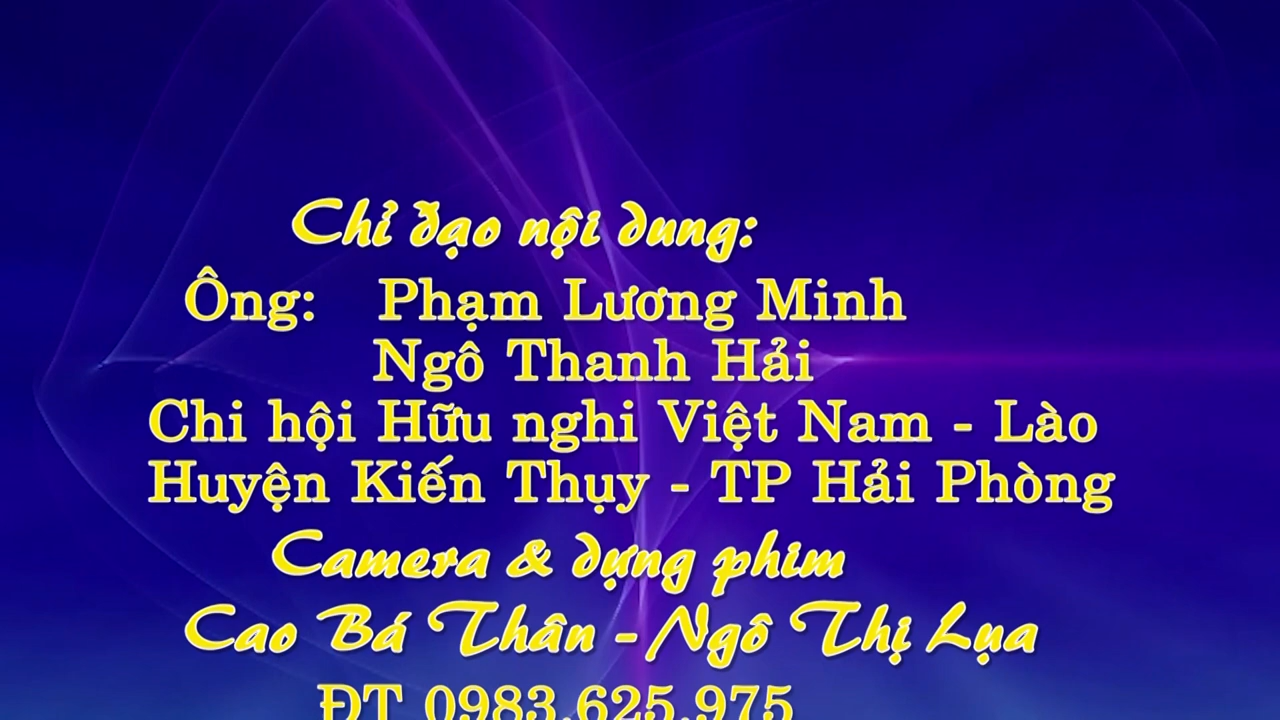 Chỉ đạo nội dung:
Ông: Phạm Lương Minh
Ngô Thanh Hải
Chi hội Hữu nghi Việt Nam - Lào
Huyện Kiến Thụy - TP Hải Phòng
Camera & dựng phim
Cao Bá Thân - Ngô Thị Lụa
ĐT 0983.625.975